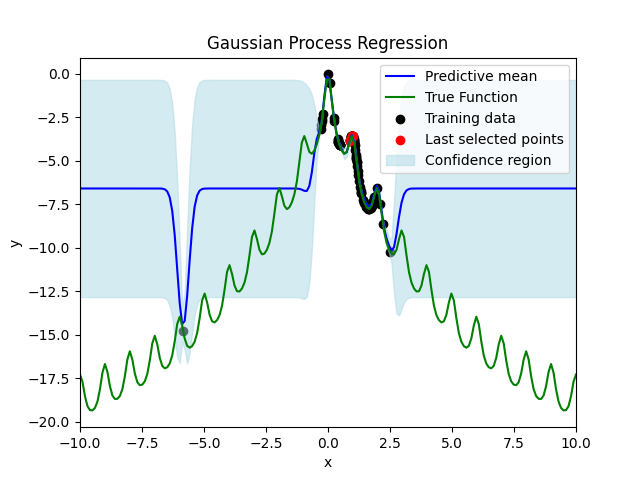 Gaussian Process Regression
Predictive mean
True Function
Training data
Last selected points
Confidence region
y
0.0
−2.5
−5.0
−7.5
−10.0
−12.5
−15.0
−17.5
−20.0
−10.0 −7.5 −5.0 −2.5 0.0 2.5 5.0 7.5 10.0
x